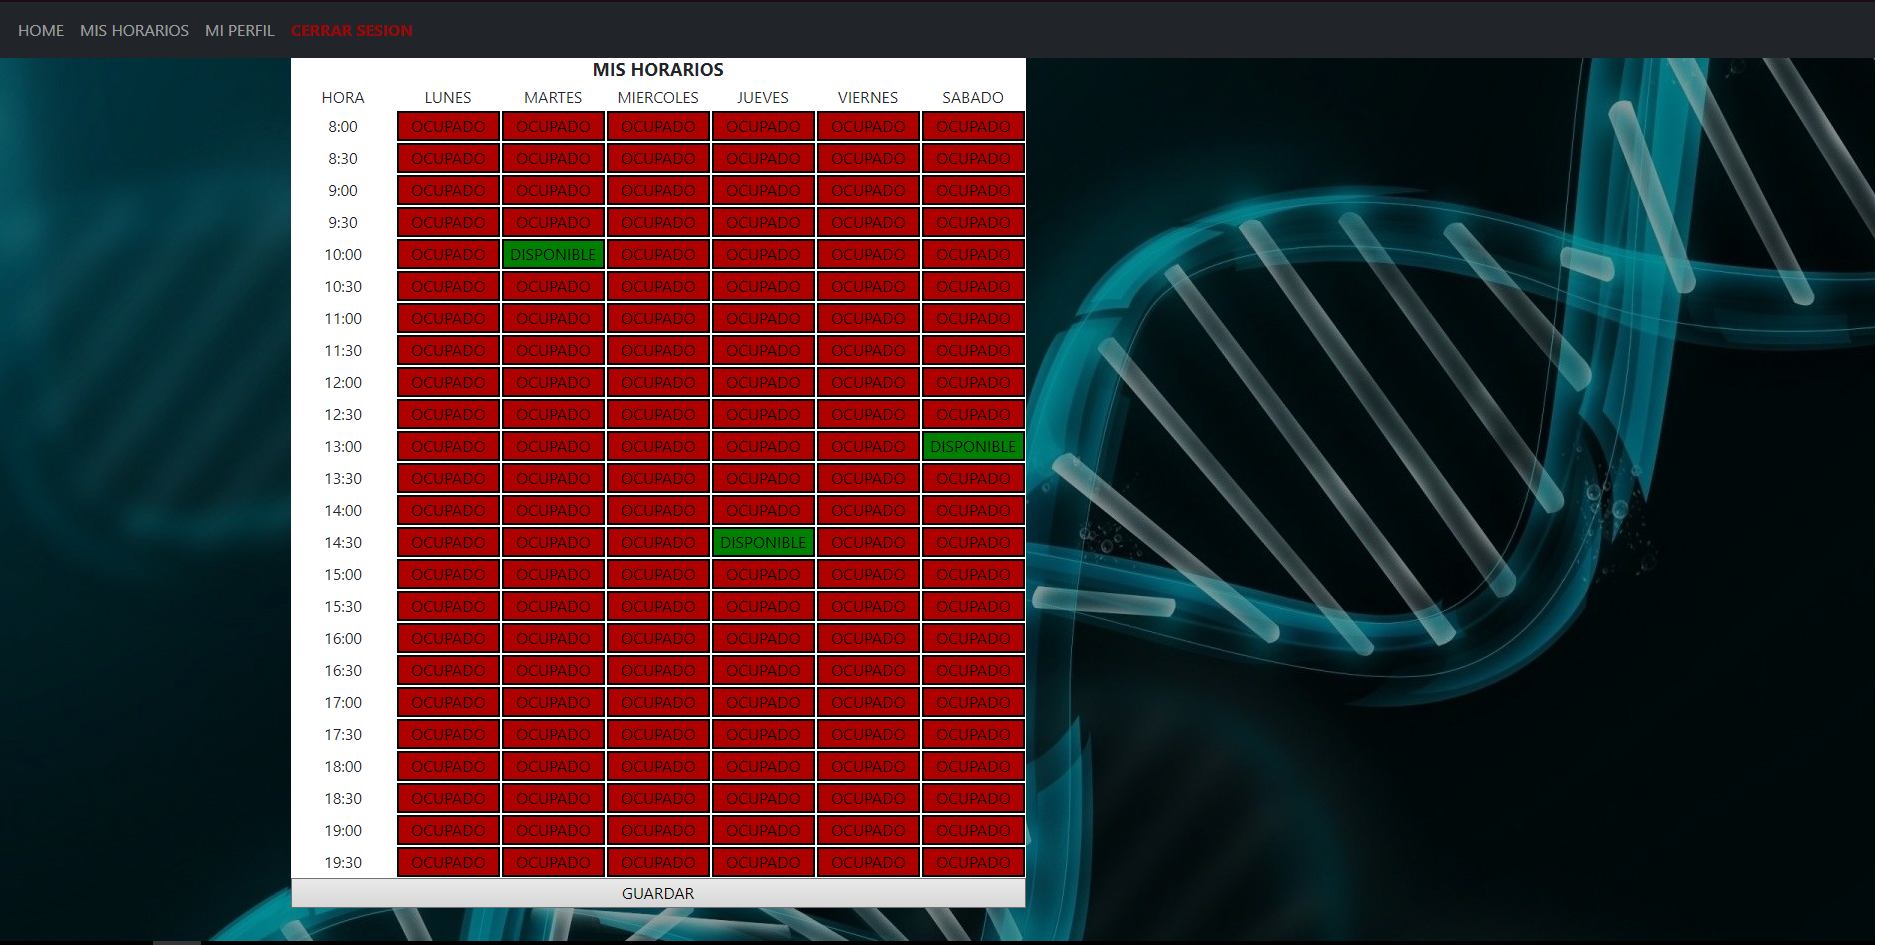 HOME MIS HORARIOS MI PERFIL CERRAR SESION
MIS HORARIOS
HORA LUNES MARTES MIERCOLES JUEVES VIERNES SABADO
8:00 OCUPADO OCUPADO OCUPADO OCUPADO OCUPADO OCUPADO
8:30 OCUPADO OCUPADO OCUPADO OCUPADO OCUPADO OCUPADO
9:00 OCUPADO OCUPADO OCUPADO OCUPADO OCUPADO OCUPADO
9:30 OCUPADO OCUPADO OCUPADO OCUPADO OCUPADO OCUPADO
10:00 OCUPADO DISPONIBLE OCUPADO OCUPADO OCUPADO OCUPADO
10:30 OCUPADO OCUPADO OCUPADO OCUPADO OCUPADO OCUPADO
11:00 OCUPADO OCUPADO OCUPADO OCUPADO OCUPADO OCUPADO
11:30 OCUPADO OCUPADO OCUPADO OCUPADO OCUPADO OCUPADO
12:00 OCUPADO OCUPADO OCUPADO OCUPADO OCUPADO OCUPADO
12:30 OCUPADO OCUPADO OCUPADO OCUPADO OCUPADO OCUPADO
13:00 OCUPADO OCUPADO OCUPADO OCUPADO OCUPADO DISPONIBLE
13:30 OCUPADO OCUPADO OCUPADO OCUPADO OCUPADO OCUPADO
14:00 OCUPADO OCUPADO OCUPADO OCUPADO OCUPADO OCUPADO
14:30 OCUPADO OCUPADO OCUPADO DISPONIBLE OCUPADO OCUPADO
15:00 OCUPADO OCUPADO OCUPADO OCUPADO OCUPADO OCUPADO
15:30 OCUPADO OCUPADO OCUPADO OCUPADO OCUPADO OCUPADO
16:00 OCUPADO OCUPADO OCUPADO OCUPADO OCUPADO OCUPADO
16:30 OCUPADO OCUPADO OCUPADO OCUPADO OCUPADO OCUPADO
17:00 OCUPADO OCUPADO OCUPADO OCUPADO OCUPADO OCUPADO
17:30 OCUPADO OCUPADO OCUPADO OCUPADO OCUPADO OCUPADO
18:00 OCUPADO OCUPADO OCUPADO OCUPADO OCUPADO OCUPADO
18:30 OCUPADO OCUPADO OCUPADO OCUPADO OCUPADO OCUPADO
19:00 OCUPADO OCUPADO OCUPADO OCUPADO OCUPADO OCUPADO
19:30 OCUPADO OCUPADO OCUPADO OCUPADO OCUPADO OCUPADO
GUARDAR